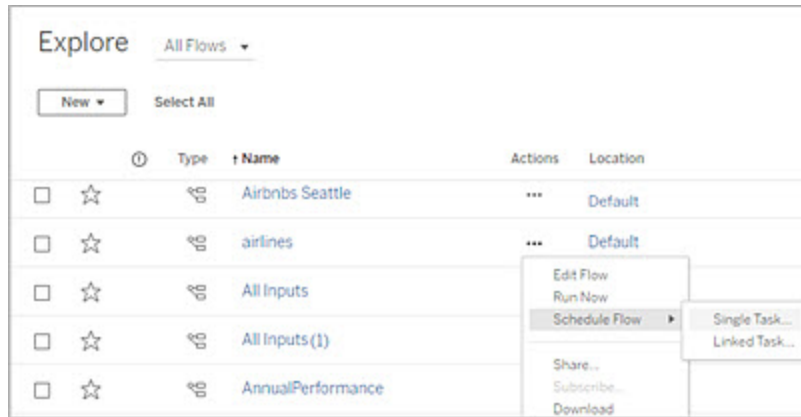 Explore All Flows
New Select All
Type ↑ Name Actions Location
Airbnbs Seattle ... Default
airlines ... Default
All Inputs
All Inputs (1)
AnnualPerformance
Edit Flow
Run Now
Schedule Flow
Single Task...
Linked Task...
Share...
Subscribe...
Download